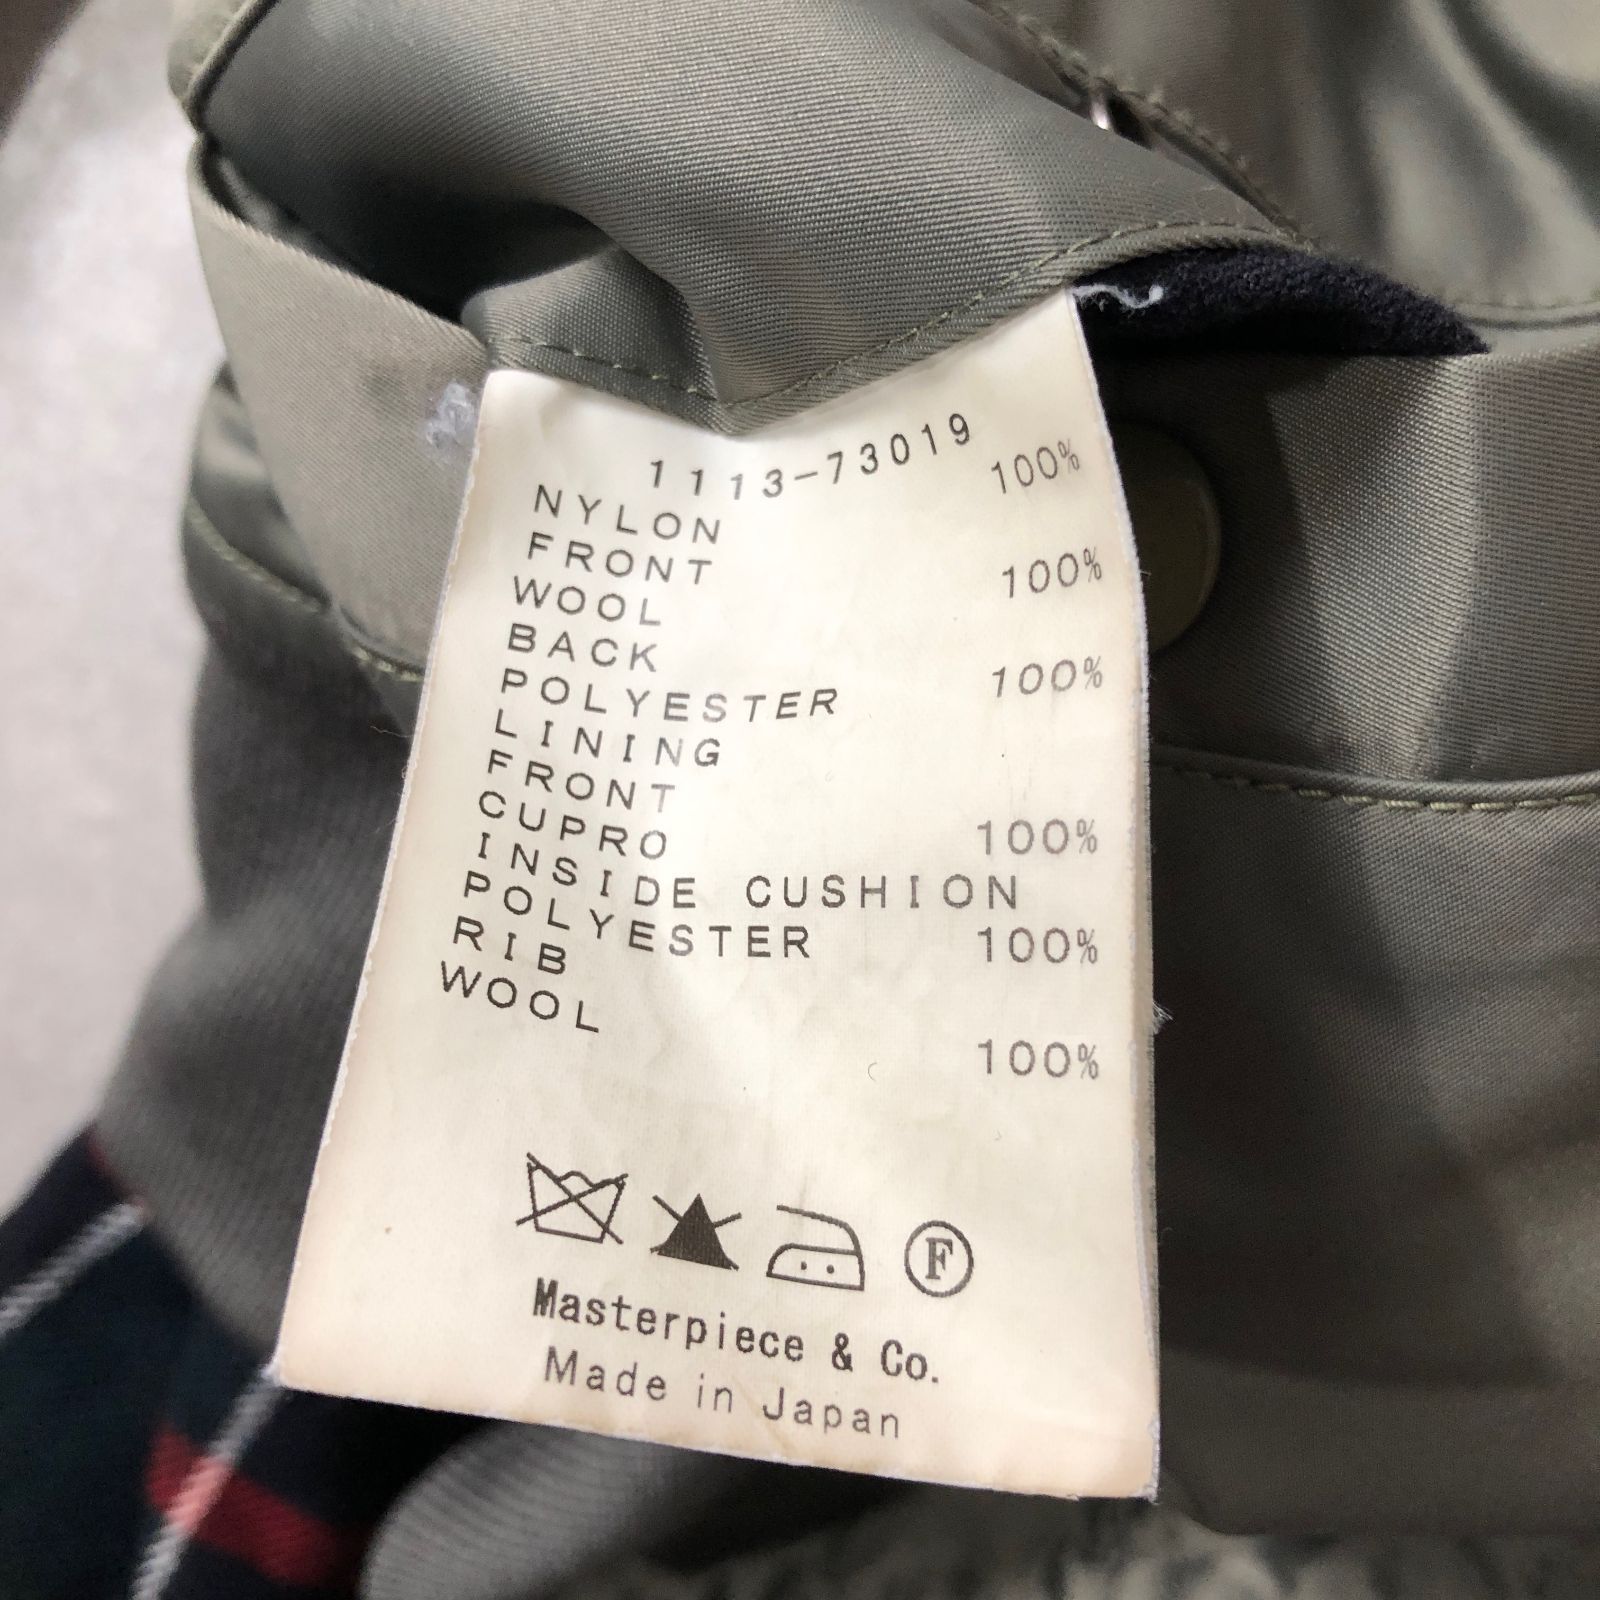 1113-73019
NYLON 100%
FRONT
WOOL 100%
BACK
POLYESTER 100%
LINING
FRONT
CUPRO 100%
INSIDE CUSHION
POLYESTER 100%
RIB
WOOL 100%
F
Masterpiece & Co.
Made in Japan